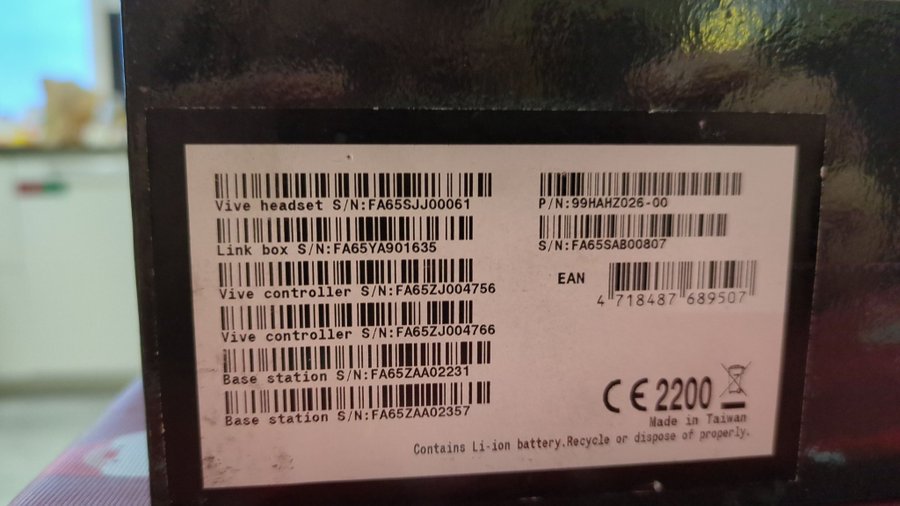 Vive headset S/N:FA65SJJ00061
Link box S/N:FA65YA901635
Vive controller S/N:FA65ZJ004756
Vive controller S/N:FA65ZJ004766
Base station S/N:FA65ZAA02231
Base station S/N:FA65ZAA02357
P/N:99HAHZ026-00
S/N:FA65SAB00807
EAN
4 718487 689507
CE 2200
Made in Taiwan
Contains Li-ion battery.Recycle or dispose of properly.